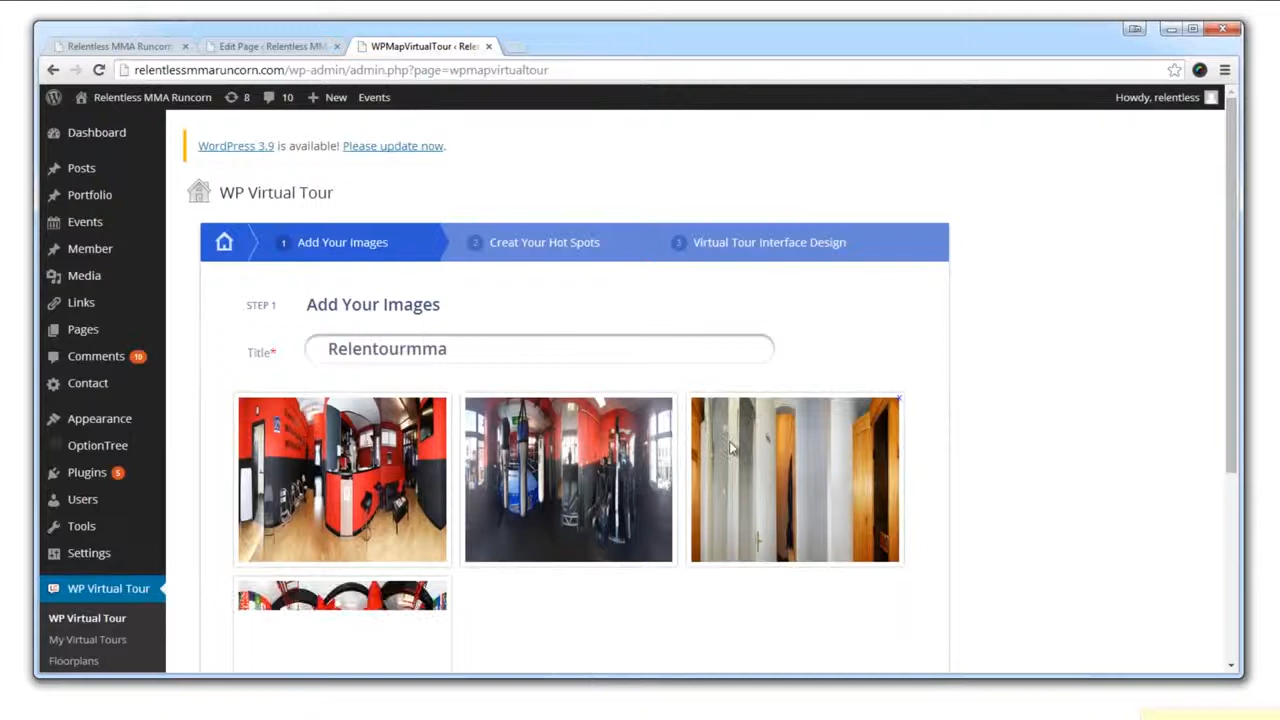 Relentless MMA Runcorn
Edit Page ‹ Relentless MM
WPMapVirtualTour ‹ Rele
relentlessmmaruncorn.com/wp-admin/admin.php?page=wpmapvirtualtour
Relentless MMA Runcorn 8 10 New Events Howdy, relentless
Dashboard
Posts
Portfolio
Events
Member
Media
Links
Pages
Comments 10
Contact
Appearance
OptionTree
Plugins 5
Users
Tools
Settings
WP Virtual Tour
WP Virtual Tour
My Virtual Tours
Floorplans
WordPress 3.9 is available! Please update now.
WP Virtual Tour
1 Add Your Images 2 Creat Your Hot Spots 3 Virtual Tour Interface Design
STEP 1 Add Your Images
Title* Relentourmma
x